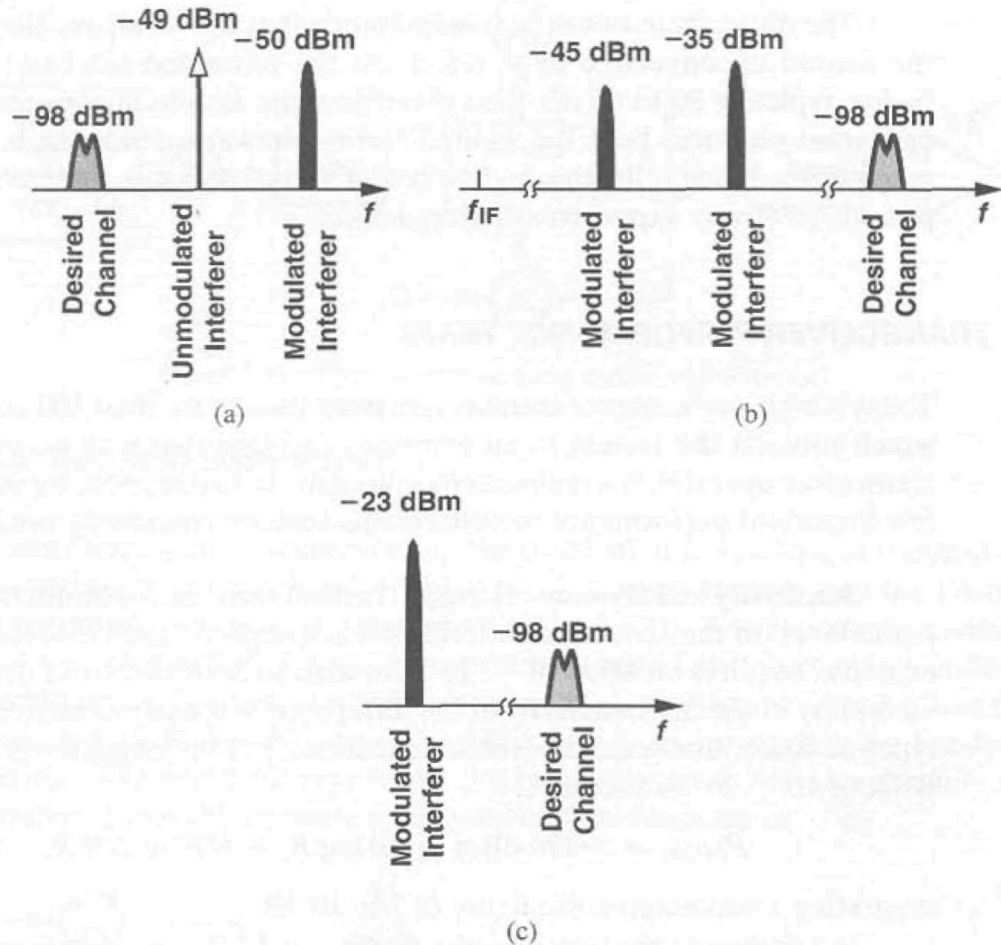 −49 dBm
−50 dBm
−98 dBm
f
Desired
Channel
Unmodulated
Interferer
Modulated
Interferer
(a)
−45 dBm
−35 dBm
−98 dBm
fIF
f
Modulated
Interferer
Modulated
Interferer
Desired
Channel
(b)
−23 dBm
−98 dBm
f
Modulated
Interferer
Desired
Channel
(c)